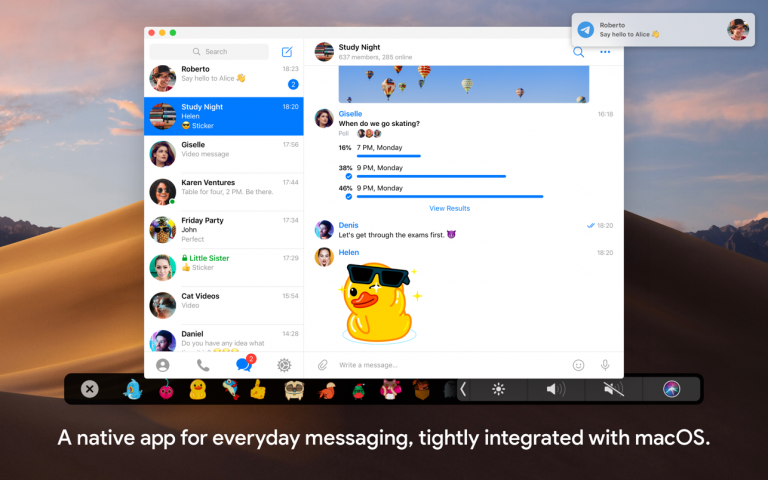 Roberto
Say hello to Alice 👋
Search
Roberto
18:23
Say hello to Alice 👋
2
Study Night
18:20
Helen
😎 Sticker
Giselle
17:56
Video message
Karen Ventures
17:44
Table for four, 2 PM. Be there.
Friday Party
17:34
John
Perfect
Little Sister
17:29
👍 Sticker
Cat Videos
15:54
Video
Daniel
14:28
Do you have any idea what
2
Study Night
637 members, 285 online
Giselle
16:18
When do we go skating?
Poll
16% 7 PM, Monday
38% 9 PM, Monday
46% 9 PM, Monday
View Results
Denis
18:20
Let's get through the exams first. 😈
Helen
18:20
Write a message...
A native app for everyday messaging, tightly integrated with macOS.